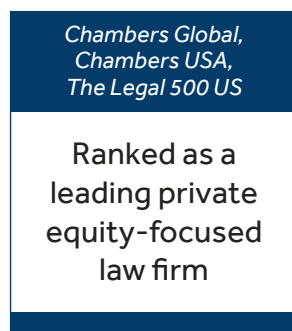 Chambers Global,
Chambers USA,
The Legal 500 US
Ranked as a
leading private
equity-focused
law firm